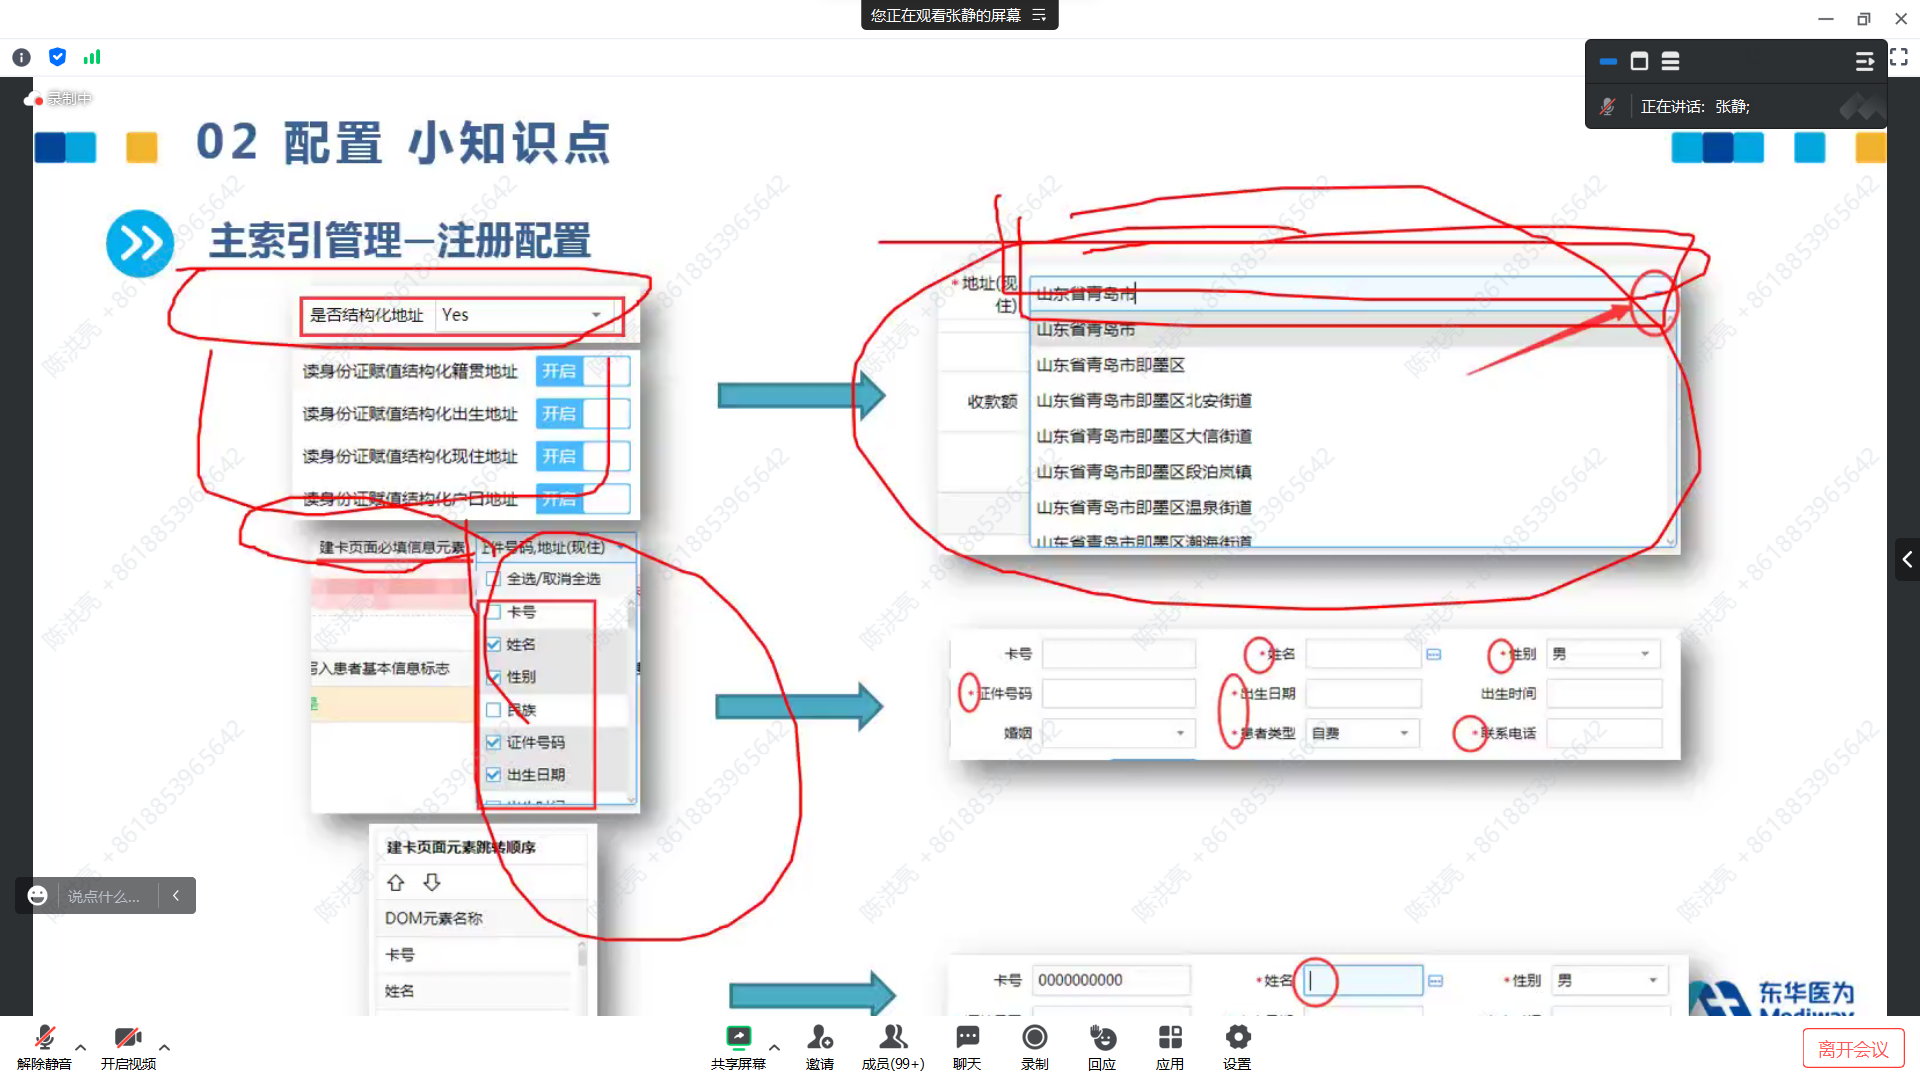 您正在观看张静的屏幕
录制中
正在讲话: 张静;
02 配置 小知识点
主索引管理—注册配置
是否结构化地址 Yes
读身份证赋值结构化籍贯地址 开启
读身份证赋值结构化出生地址 开启
读身份证赋值结构化现住地址 开启
读身份证赋值结构化户口地址 开启
*地址(现住) 山东省青岛市
山东省青岛市
山东省青岛市即墨区
收款额
山东省青岛市即墨区北安街道
山东省青岛市即墨区大信街道
山东省青岛市即墨区段泊岚镇
山东省青岛市即墨区温泉街道
山东省青岛市即墨区潮海街道
建卡页面必填信息元素 证件号码,地址(现住)
全选/取消全选
卡号
姓名
写入患者基本信息标志
性别
是
民族
证件号码
出生日期
出生时间
卡号 *姓名 *性别 男
*证件号码 *出生日期 出生时间
婚姻 *患者类型 自费 *联系电话
建卡页面元素跳转顺序
DOM元素名称
卡号
姓名
卡号 0000000000 *姓名 *性别 男
东华医为
Mediway
说点什么...
陈洪亮 +8618853965642
解除静音
开启视频
共享屏幕
邀请
成员(99+)
聊天
录制
回应
应用
设置
离开会议